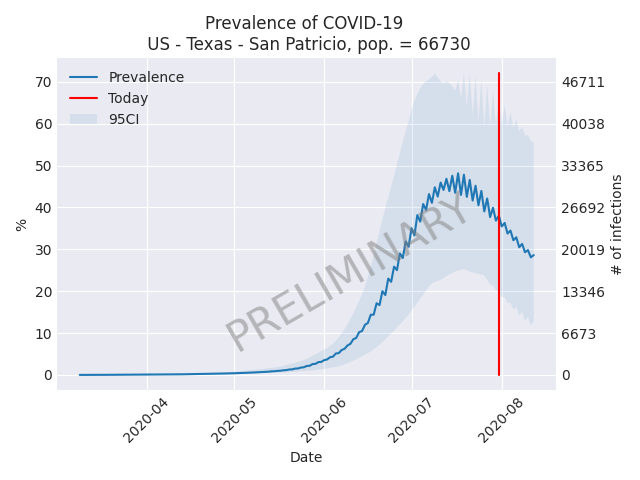 Prevalence of COVID-19
US - Texas - San Patricio, pop. = 66730
Prevalence
Today
95CI
70
60
50
40
30
20
10
0
%
46711
40038
33365
26692
20019
13346
6673
0
# of infections
PRELIMINARY
2020-04
2020-05
2020-06
2020-07
2020-08
Date